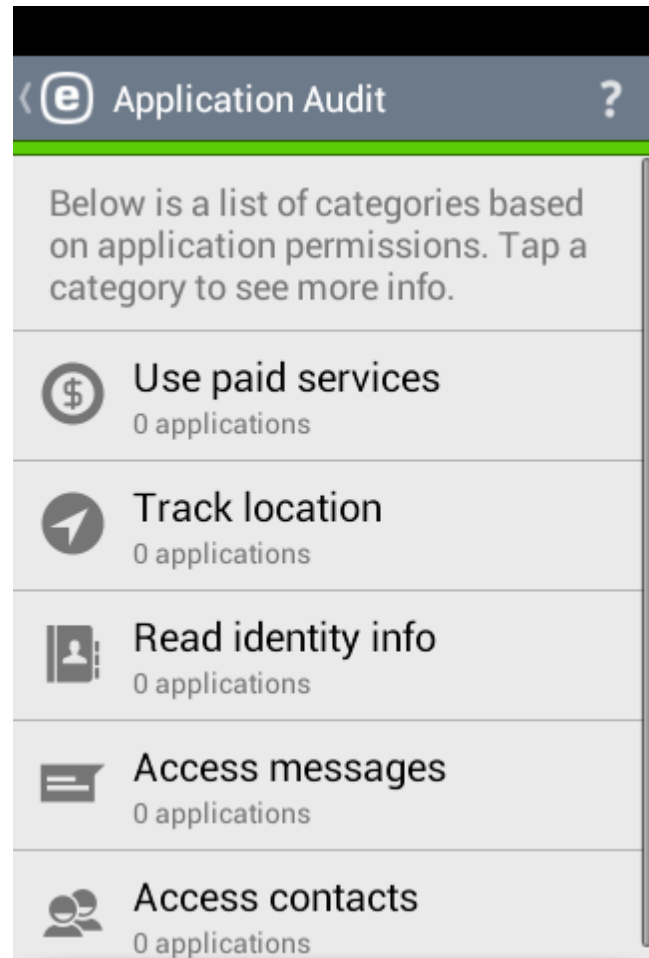 e Application Audit ?
Below is a list of categories based
on application permissions. Tap a
category to see more info.
$ Use paid services
0 applications
Track location
0 applications
Read identity info
0 applications
Access messages
0 applications
Access contacts
0 applications